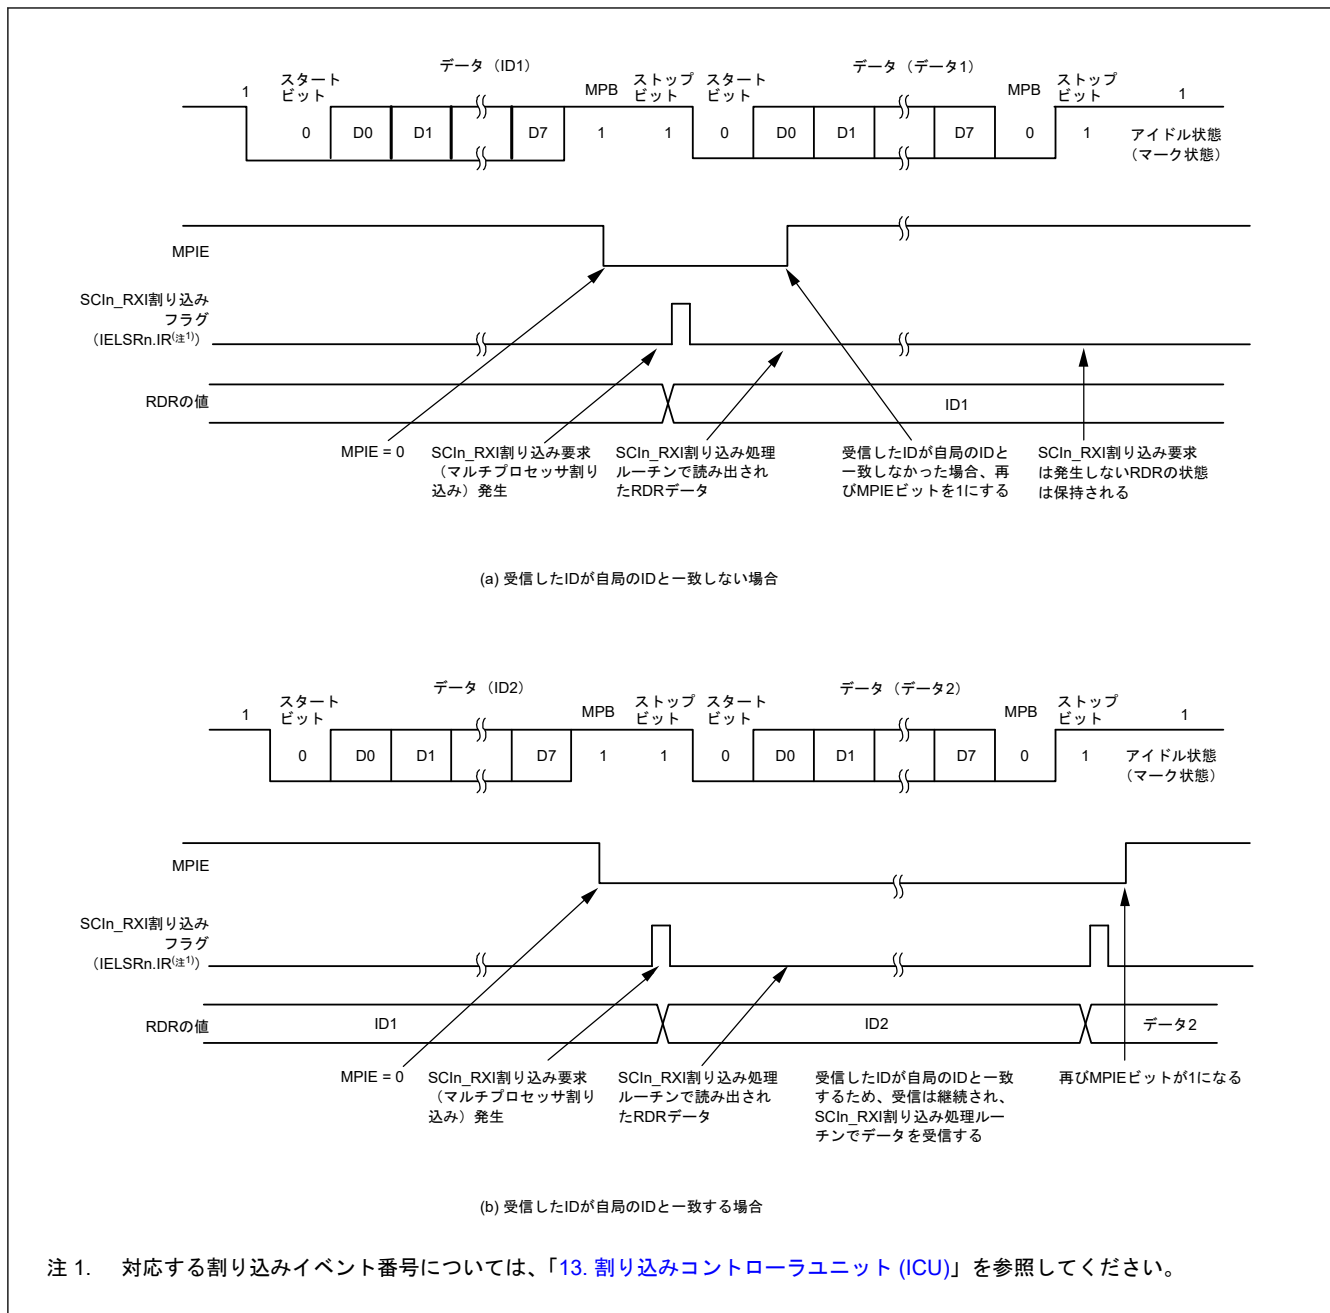 データ（ID1）
データ（データ1）
スタート
ビット
MPB
ストップ
ビット
スタート
ビット
MPB
ストップ
ビット
1
1
0
D0
D1
D7
1
1
0
D0
D1
D7
0
1
アイドル状態
（マーク状態）
MPIE
SCIn_RXI割り込み
フラグ
（IELSRn.IR(注1)）
RDRの値
ID1
MPIE = 0
SCIn_RXI割り込み要求
（マルチプロセッサ割り
込み）発生
SCIn_RXI割り込み処理
ルーチンで読み出され
たRDRデータ
受信したIDが自局のIDと
一致しなかった場合、再
びMPIEビットを1にする
SCIn_RXI割り込み要求
は発生しないRDRの状態
は保持される
(a) 受信したIDが自局のIDと一致しない場合
データ（ID2）
データ（データ2）
スタート
ビット
MPB
ストップ
ビット
スタート
ビット
MPB
ストップ
ビット
1
1
0
D0
D1
D7
1
1
0
D0
D1
D7
0
1
アイドル状態
（マーク状態）
MPIE
SCIn_RXI割り込み
フラグ
（IELSRn.IR(注1)）
RDRの値
ID1
ID2
データ2
MPIE = 0
SCIn_RXI割り込み要求
（マルチプロセッサ割り
込み）発生
SCIn_RXI割り込み処理
ルーチンで読み出され
たRDRデータ
受信したIDが自局のIDと一致
するため、受信は継続され、
SCIn_RXI割り込み処理ルー
チンでデータを受信する
再びMPIEビットが1になる
(b) 受信したIDが自局のIDと一致する場合
注 1. 対応する割り込みイベント番号については、「13. 割り込みコントローラユニット (ICU)」を参照してください。